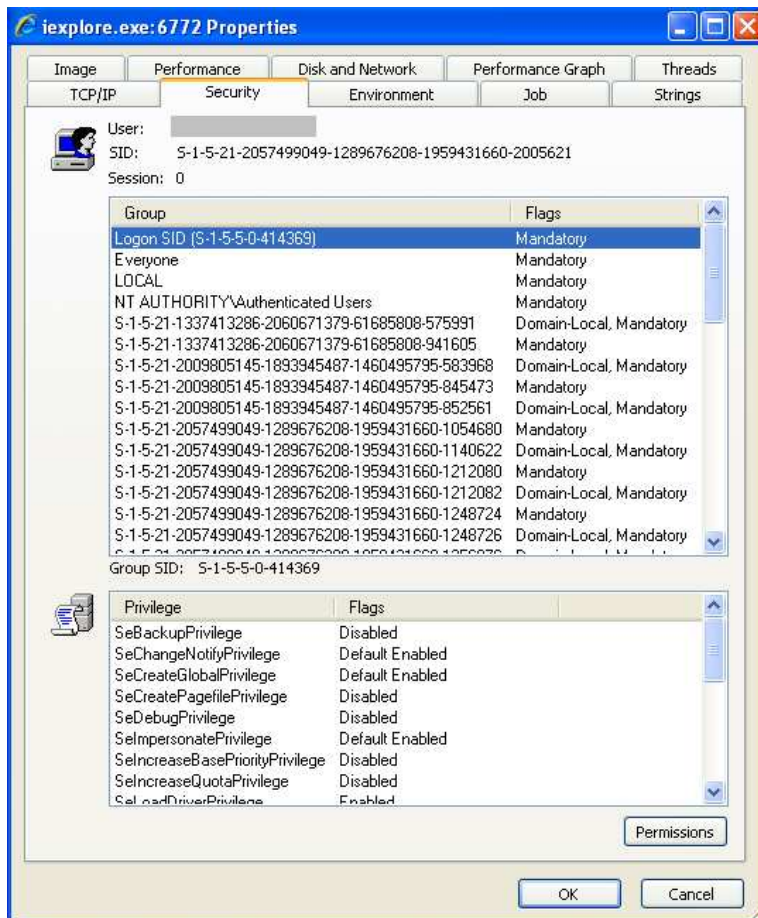 iexplore.exe:6772 Properties
Image Performance Disk and Network Performance Graph Threads
TCP/IP Security Environment Job Strings
User:
SID: S-1-5-21-2057499049-1289676208-1959431660-2005621
Session: 0
Group Flags
Logon SID (S-1-5-5-0-414369) Mandatory
Everyone Mandatory
LOCAL Mandatory
NT AUTHORITY\Authenticated Users Mandatory
S-1-5-21-1337413286-2060671379-61685808-575991 Domain-Local, Mandatory
S-1-5-21-1337413286-2060671379-61685808-941605 Mandatory
S-1-5-21-2009805145-1893945487-1460495795-583968 Domain-Local, Mandatory
S-1-5-21-2009805145-1893945487-1460495795-845473 Mandatory
S-1-5-21-2009805145-1893945487-1460495795-852561 Domain-Local, Mandatory
S-1-5-21-2057499049-1289676208-1959431660-1054680 Mandatory
S-1-5-21-2057499049-1289676208-1959431660-1140622 Domain-Local, Mandatory
S-1-5-21-2057499049-1289676208-1959431660-1212080 Mandatory
S-1-5-21-2057499049-1289676208-1959431660-1212082 Domain-Local, Mandatory
S-1-5-21-2057499049-1289676208-1959431660-1248724 Mandatory
S-1-5-21-2057499049-1289676208-1959431660-1248726 Domain-Local, Mandatory
Group SID: S-1-5-5-0-414369
Privilege Flags
SeBackupPrivilege Disabled
SeChangeNotifyPrivilege Default Enabled
SeCreateGlobalPrivilege Default Enabled
SeCreatePagefilePrivilege Disabled
SeDebugPrivilege Disabled
SeImpersonatePrivilege Default Enabled
SeIncreaseBasePriorityPrivilege Disabled
SeIncreaseQuotaPrivilege Disabled
SeLoadDriverPrivilege Enabled
Permissions
OK Cancel